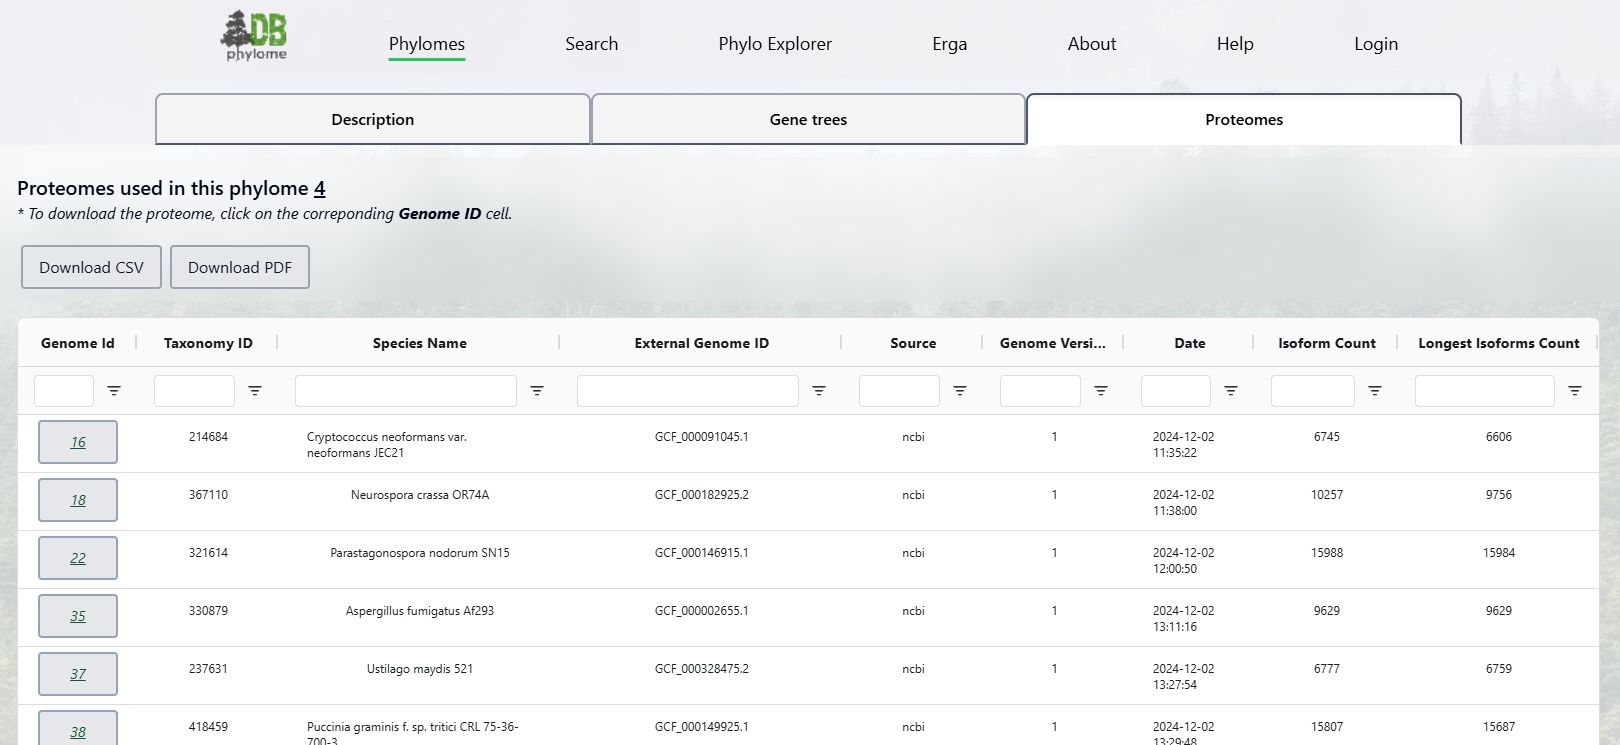 DB
phylome
Phylomes Search Phylo Explorer Erga About Help Login
Description Gene trees Proteomes
Proteomes used in this phylome 4
* To download the proteome, click on the correponding Genome ID cell.
Download CSV Download PDF
Genome Id Taxonomy ID Species Name External Genome ID Source Genome Versi... Date Isoform Count Longest Isoforms Count
16 214684 Cryptococcus neoformans var. GCF_000091045.1 ncbi 1 2024-12-02 6745 6606
neoformans JEC21 11:35:22
18 367110 Neurospora crassa OR74A GCF_000182925.2 ncbi 1 2024-12-02 10257 9756
11:38:00
22 321614 Parastagonospora nodorum SN15 GCF_000146915.1 ncbi 1 2024-12-02 15988 15984
12:00:50
35 330879 Aspergillus fumigatus Af293 GCF_000002655.1 ncbi 1 2024-12-02 9629 9629
13:11:16
37 237631 Ustilago maydis 521 GCF_000328475.2 ncbi 1 2024-12-02 6777 6759
13:27:54
38 418459 Puccinia graminis f. sp. tritici CRL 75-36- GCF_000149925.1 ncbi 1 2024-12-02 15807 15687
700-3 13:29:48